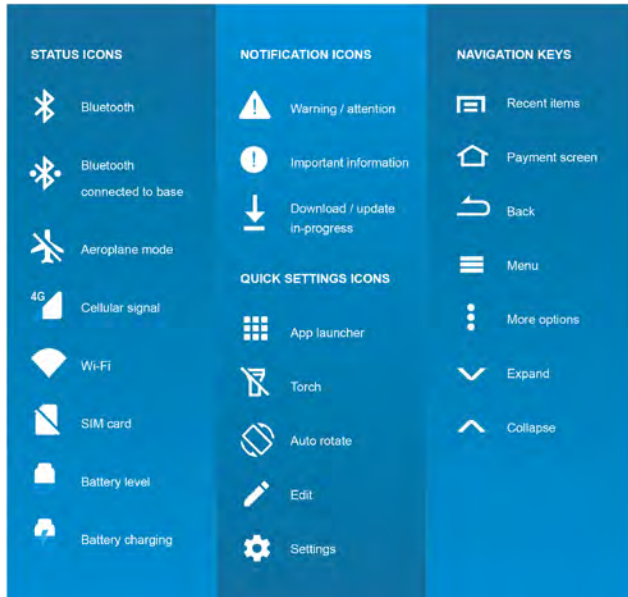 STATUS ICONS
Bluetooth
Bluetooth
connected to base
Aeroplane mode
4G
Cellular signal
Wi-Fi
SIM card
Battery level
Battery charging
NOTIFICATION ICONS
Warning / attention
Important information
Download / update
in-progress
QUICK SETTINGS ICONS
App launcher
Torch
Auto rotate
Edit
Settings
NAVIGATION KEYS
Recent items
Payment screen
Back
Menu
More options
Expand
Collapse